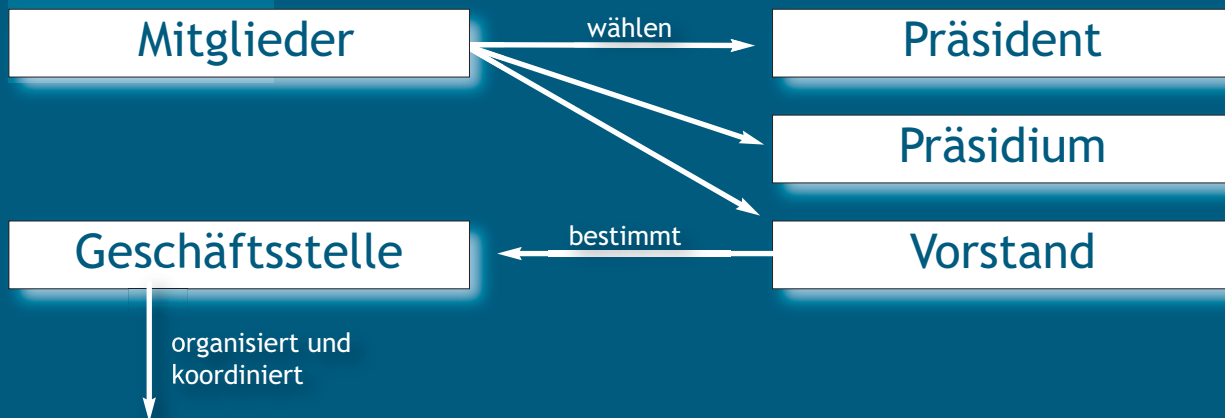 Mitglieder
wählen
Präsident
Präsidium
Geschäftsstelle
bestimmt
Vorstand
organisiert und
koordiniert